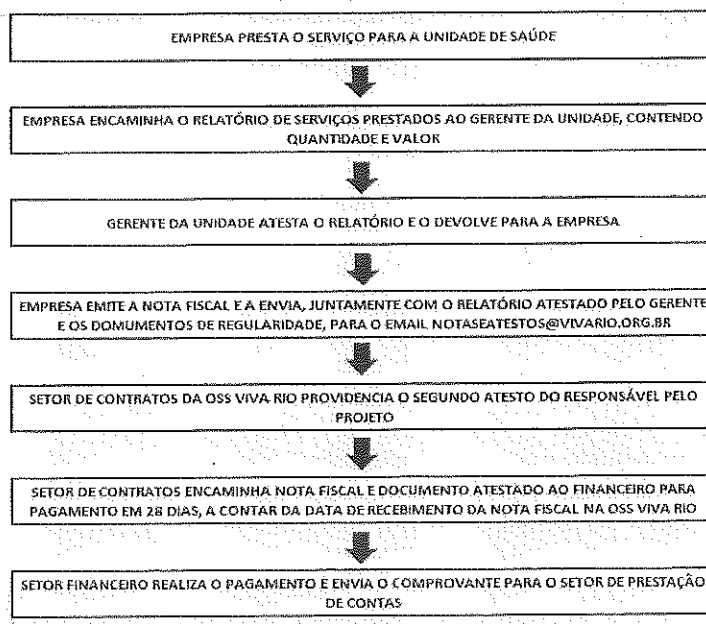 EMPRESA PRESTA O SERVIÇO PARA A UNIDADE DE SAÚDE
EMPRESA ENCAMINHA O RELATÓRIO DE SERVIÇOS PRESTADOS AO GERENTE DA UNIDADE, CONTENDO
QUANTIDADE E VALOR
GERENTE DA UNIDADE ATESTA O RELATÓRIO E O DEVOLVE PARA A EMPRESA
EMPRESA EMITE A NOTA FISCAL E A ENVIA, JUNTAMENTE COM O RELATÓRIO ATESTADO PELO GERENTE
E OS DOMUMENTOS DE REGULARIDADE, PARA O EMAIL NOTASEATESTOS@VIVARIO.ORG.BR
SETOR DE CONTRATOS DA OSS VIVA RIO PROVIDENCIA O SEGUNDO ATESTO DO RESPONSÁVEL PELO
PROJETO
SETOR DE CONTRATOS ENCAMINHA NOTA FISCAL E DOCUMENTO ATESTADO AO FINANCEIRO PARA
PAGAMENTO EM 28 DIAS, A CONTAR DA DATA DE RECEBIMENTO DA NOTA FISCAL NA OSS VIVA RIO
SETOR FINANCEIRO REALIZA O PAGAMENTO E ENVIA O COMPROVANTE PARA O SETOR DE PRESTAÇÃO
DE CONTAS